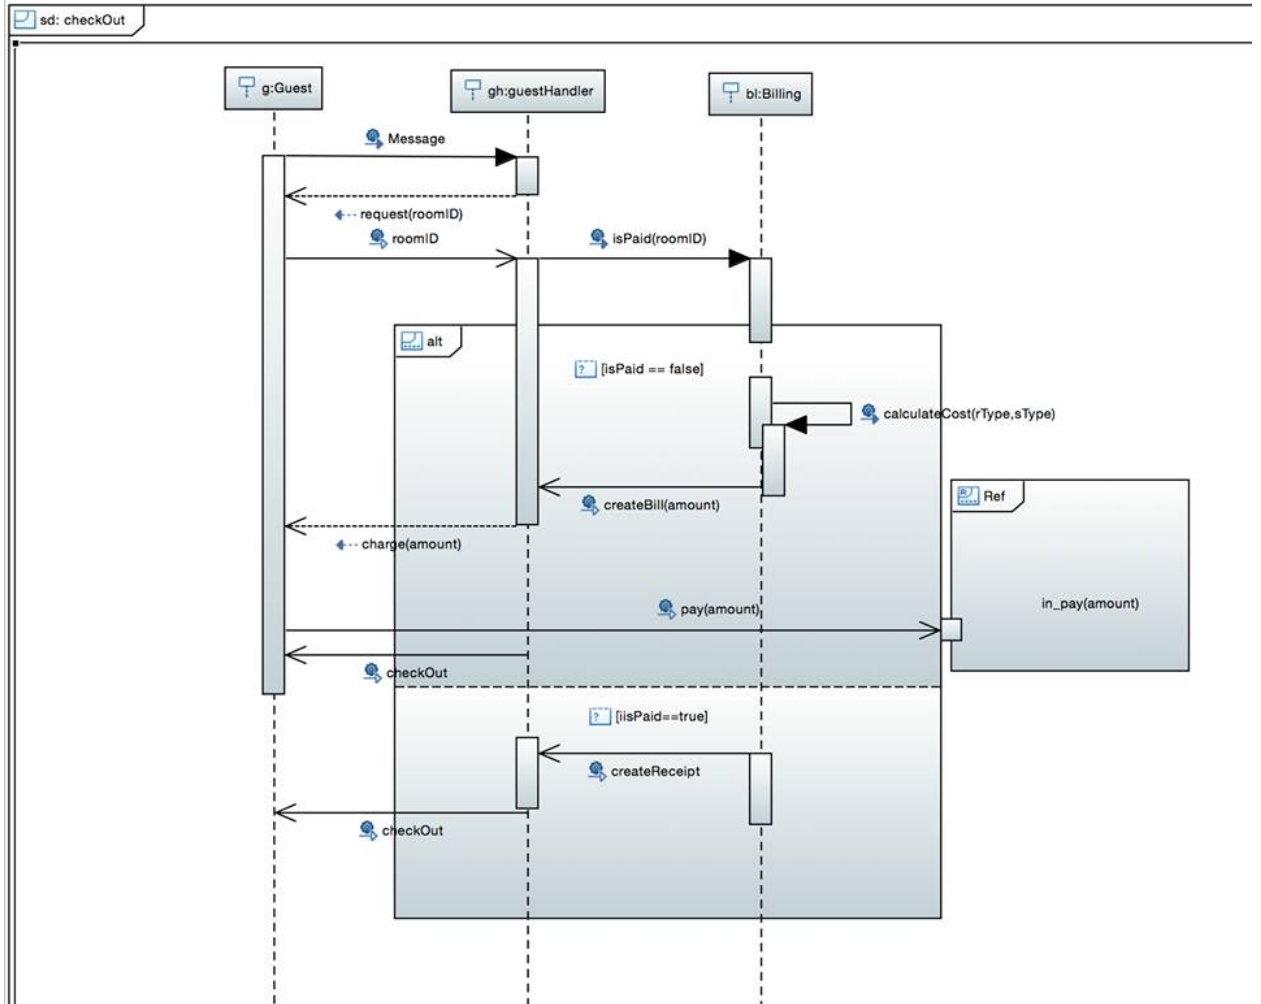 sd: checkOut
g:Guest
gh:guestHandler
bl:Billing
Message
request(roomID)
roomID
isPaid(roomID)
alt
[isPaid == false]
calculateCost(rType,sType)
createBill(amount)
Ref
charge(amount)
in_pay(amount)
pay(amount)
checkOut
[iisPaid==true]
createReceipt
checkOut